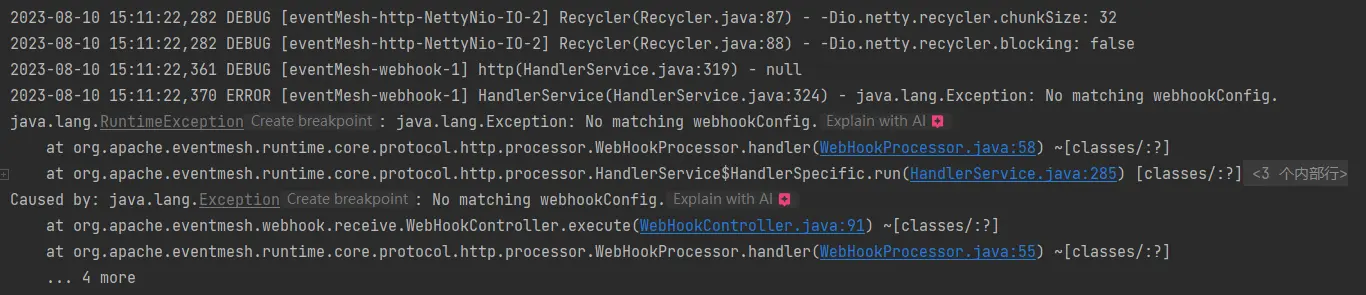 2023-08-10 15:11:22,282 DEBUG [eventMesh-http-NettyNio-IO-2] Recycler(Recycler.java:87) - -Dio.netty.recycler.chunkSize: 32
2023-08-10 15:11:22,282 DEBUG [eventMesh-http-NettyNio-IO-2] Recycler(Recycler.java:88) - -Dio.netty.recycler.blocking: false
2023-08-10 15:11:22,361 DEBUG [eventMesh-webhook-1] http(HandlerService.java:319) - null
2023-08-10 15:11:22,370 ERROR [eventMesh-webhook-1] HandlerService(HandlerService.java:324) - java.lang.Exception: No matching webhookConfig.
java.lang.RuntimeException Create breakpoint : java.lang.Exception: No matching webhookConfig. Explain with AI
    at org.apache.eventmesh.runtime.core.protocol.http.processor.WebHookProcessor.handler(WebHookProcessor.java:58) ~[classes/:?]
    at org.apache.eventmesh.runtime.core.protocol.http.processor.HandlerService$HandlerSpecific.run(HandlerService.java:285) [classes/:?] <3 个内部行>
Caused by: java.lang.Exception Create breakpoint : No matching webhookConfig. Explain with AI
    at org.apache.eventmesh.webhook.receive.WebHookController.execute(WebHookController.java:91) ~[classes/:?]
    at org.apache.eventmesh.runtime.core.protocol.http.processor.WebHookProcessor.handler(WebHookProcessor.java:55) ~[classes/:?]
    ... 4 more